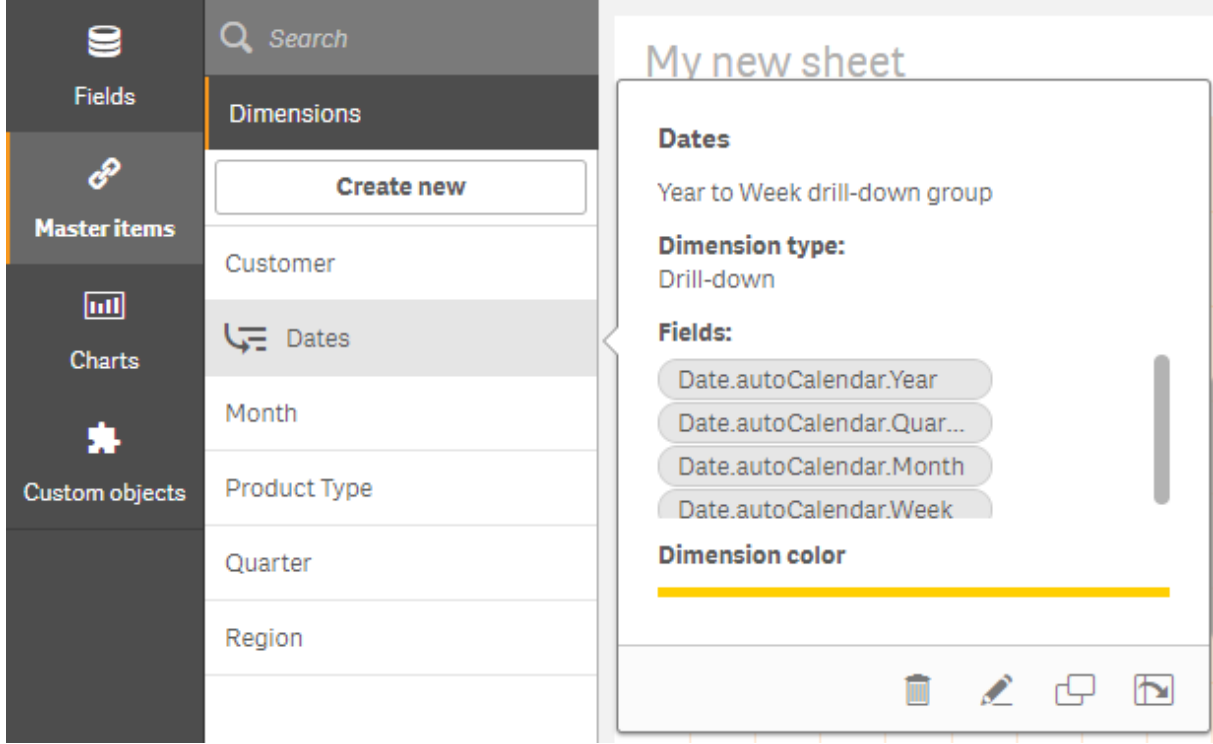 Fields
Master items
Charts
Custom objects
Search
Dimensions
Create new
Customer
Dates
Month
Product Type
Quarter
Region
My new sheet
Dates
Year to Week drill-down group
Dimension type:
Drill-down
Fields:
Date.autoCalendar.Year
Date.autoCalendar.Quar...
Date.autoCalendar.Month
Date.autoCalendar.Week
Dimension color